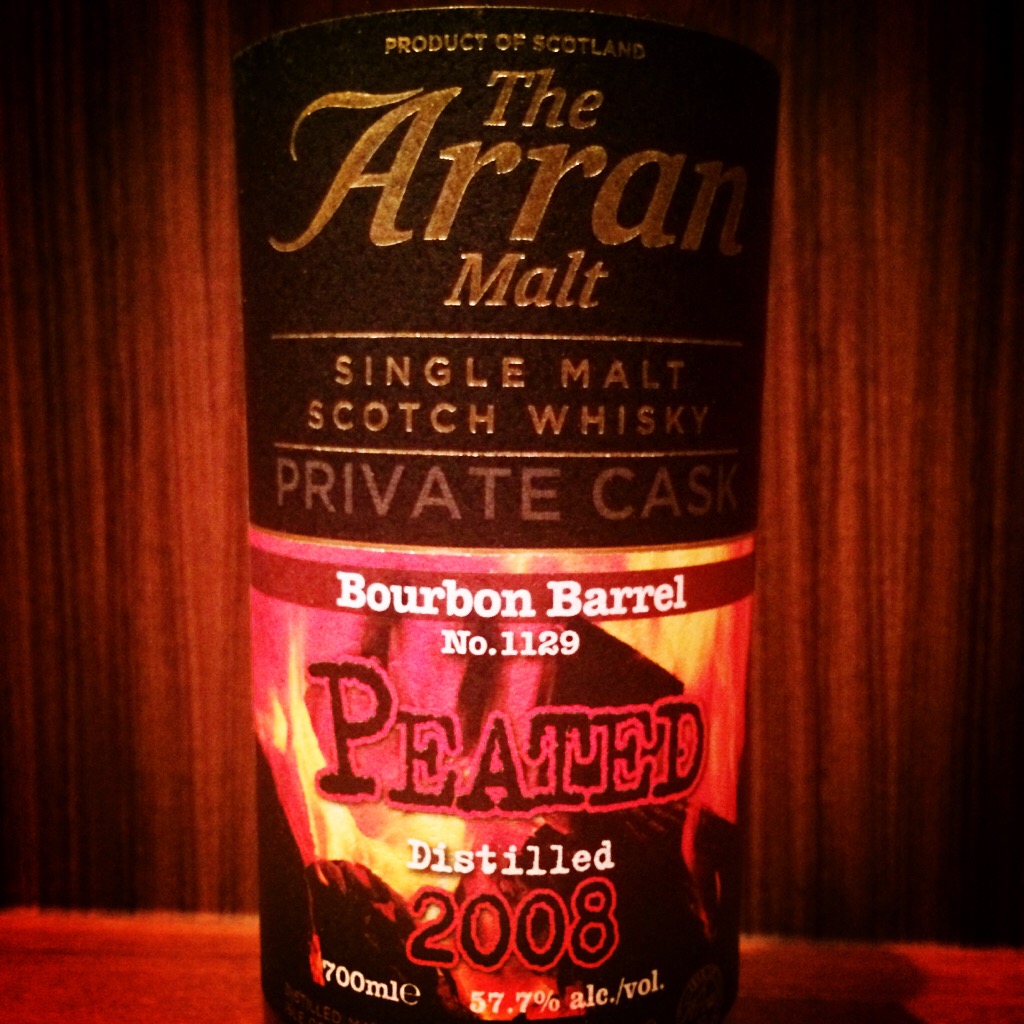 PRODUCT OF SCOTLAND
The
Arran
Malt
SINGLE MALT
SCOTCH WHISKY
PRIVATE CASK
Bourbon Barrel
No.1129
PEATED
Distilled
2008
700ml e
57.7% alc./vol.
DISTILLED